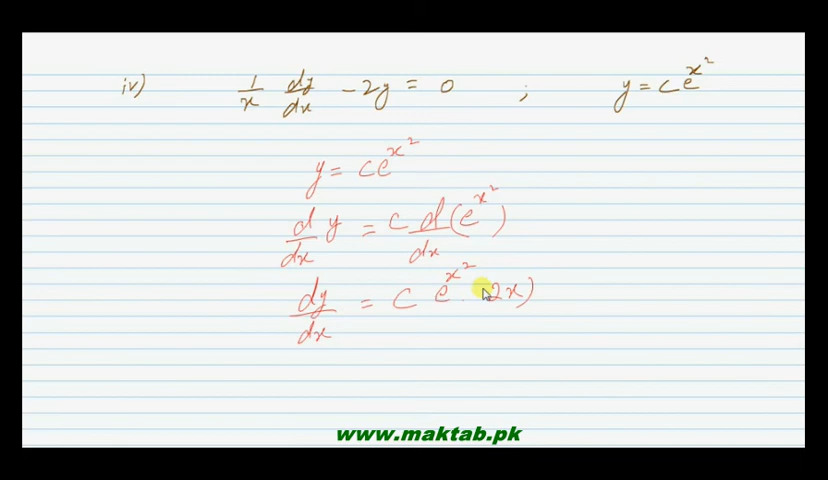 iv) 1/x dy/dx - 2y = 0 ; y = ce^x²
y = ce^x²
d/dx y = c d/dx (e^x²)
dy/dx = c e^x² . 2x)
www.maktab.pk